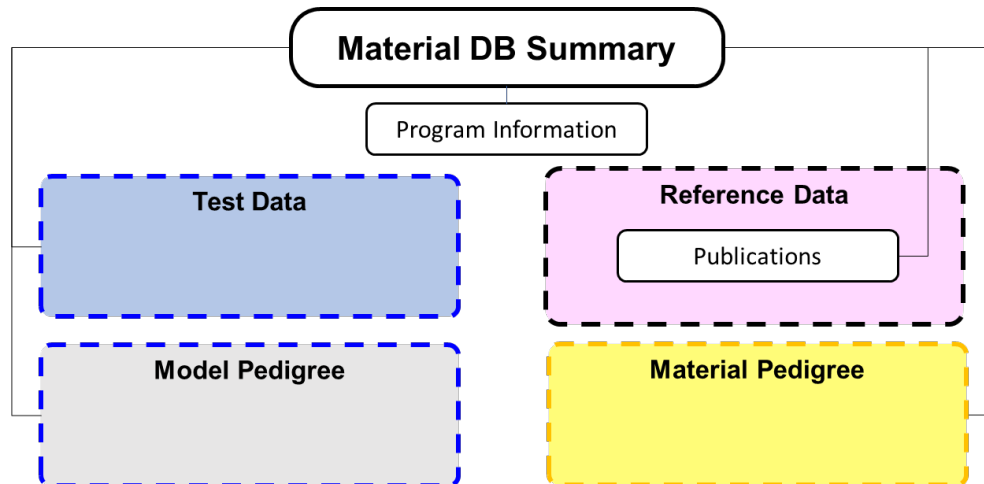 Material DB Summary
Program Information
Test Data
Reference Data
Publications
Model Pedigree
Material Pedigree